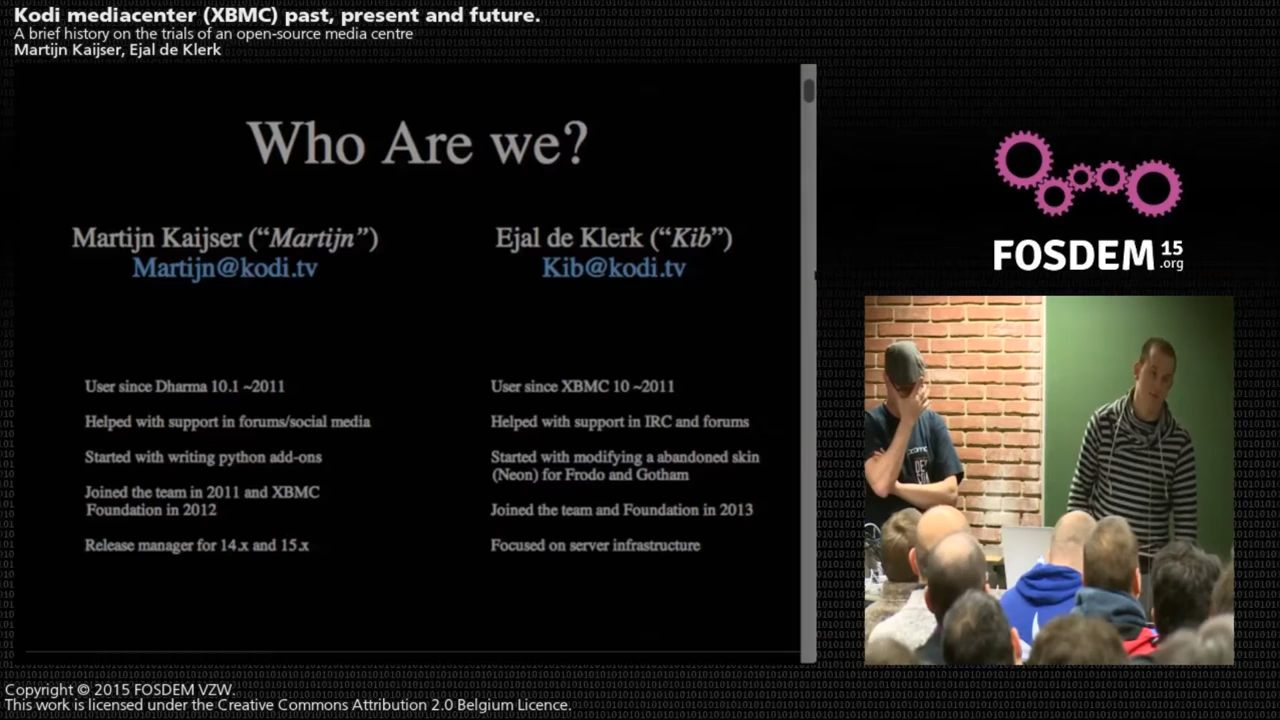 Kodi mediacenter (XBMC) past, present and future.
A brief history on the trials of an open-source media centre
Martijn Kaijser, Ejal de Klerk
Who Are we?
Martijn Kaijser (“Martijn”)
Martijn@kodi.tv
User since Dharma 10.1 ~2011
Helped with support in forums/social media
Started with writing python add-ons
Joined the team in 2011 and XBMC
Foundation in 2012
Release manager for 14.x and 15.x
Ejal de Klerk (“Kib”)
Kib@kodi.tv
User since XBMC 10 ~2011
Helped with support in IRC and forums
Started with modifying a abandoned skin
(Neon) for Frodo and Gotham
Joined the team and Foundation in 2013
Focused on server infrastructure
FOSDEM 15
.org
Copyright © 2015 FOSDEM VZW.
This work is licensed under the Creative Commons Attribution 2.0 Belgium Licence.